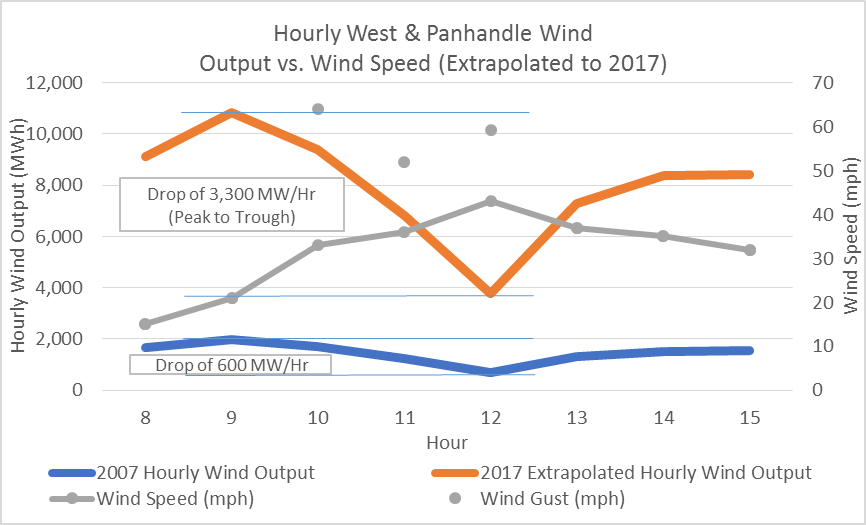 Hourly West & Panhandle Wind
Output vs. Wind Speed (Extrapolated to 2017)
Hourly Wind Output (MWh)
12,000
10,000
8,000
6,000
4,000
2,000
0
Drop of 3,300 MW/Hr
(Peak to Trough)
Drop of 600 MW/Hr
70
60
50
40
30
20
10
0
Wind Speed (mph)
8 9 10 11 12 13 14 15
Hour
2007 Hourly Wind Output
2017 Extrapolated Hourly Wind Output
Wind Speed (mph)
Wind Gust (mph)